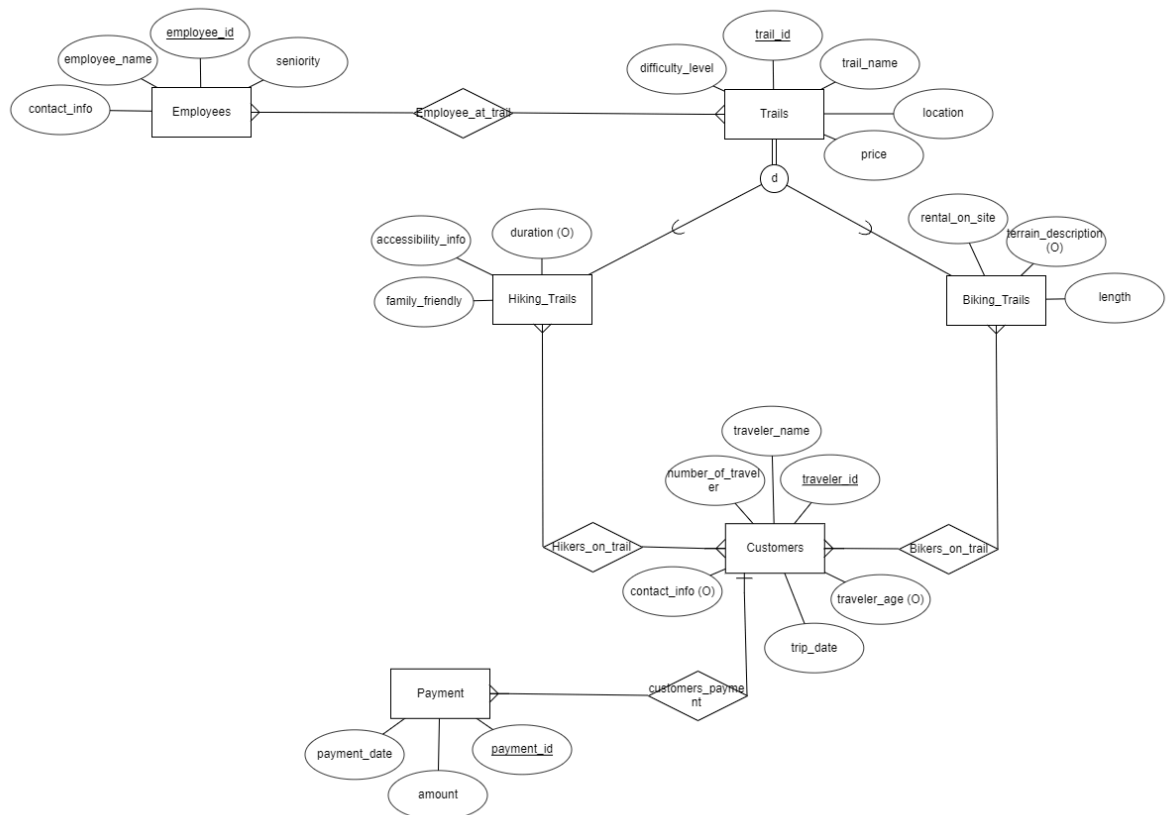 employee_id
employee_name
seniority
contact_info
Employees
Employee_at_trail
trail_id
difficulty_level
trail_name
Trails
location
price
d
accessibility_info
duration (O)
family_friendly
Hiking_Trails
rental_on_site
terrain_description
(O)
Biking_Trails
length
traveler_name
number_of_travel
er
traveler_id
Hikers_on_trail
Customers
Bikers_on_trail
contact_info (O)
traveler_age (O)
trip_date
Payment
customers_payme
nt
payment_date
payment_id
amount